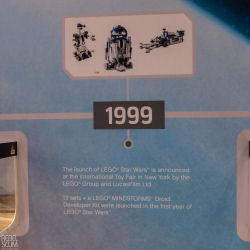 1999
The launch of LEGO® Star Wars™ is announced
at the International Toy Fair in New York by the
LEGO® Group and Lucasfilm Ltd.
13 sets + a LEGO® MINDSTORMS® Droid
Developer Kit were launched in the first year of
LEGO® Star Wars™.